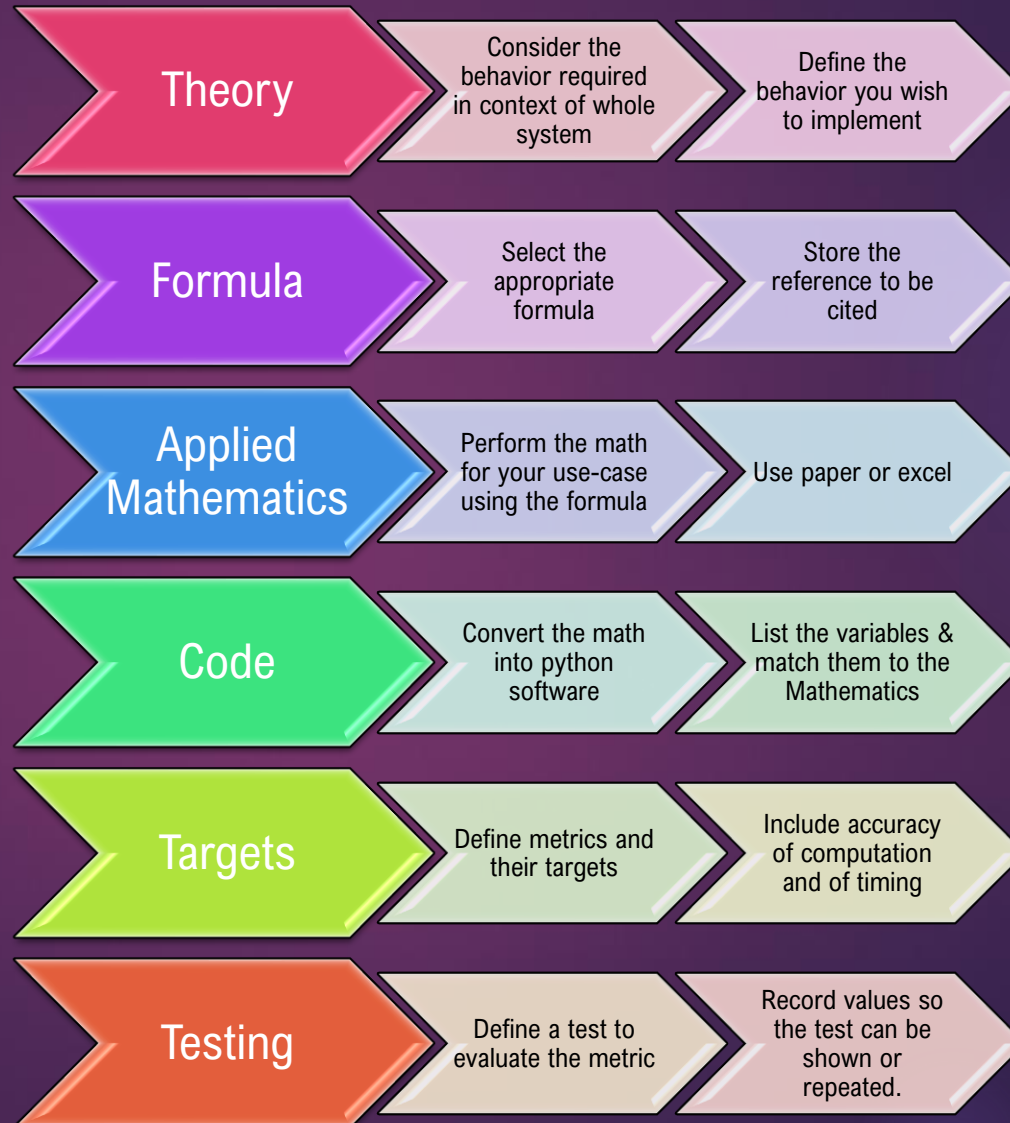 Theory
Consider the
behavior required
in context of whole
system
Define the
behavior you wish
to implement
Formula
Select the
appropriate
formula
Store the
reference to be
cited
Applied
Mathematics
Perform the math
for your use-case
using the formula
Use paper or excel
Code
Convert the math
into python
software
List the variables &
match them to the
Mathematics
Targets
Define metrics and
their targets
Include accuracy
of computation
and of timing
Testing
Define a test to
evaluate the metric
Record values so
the test can be
shown or
repeated.